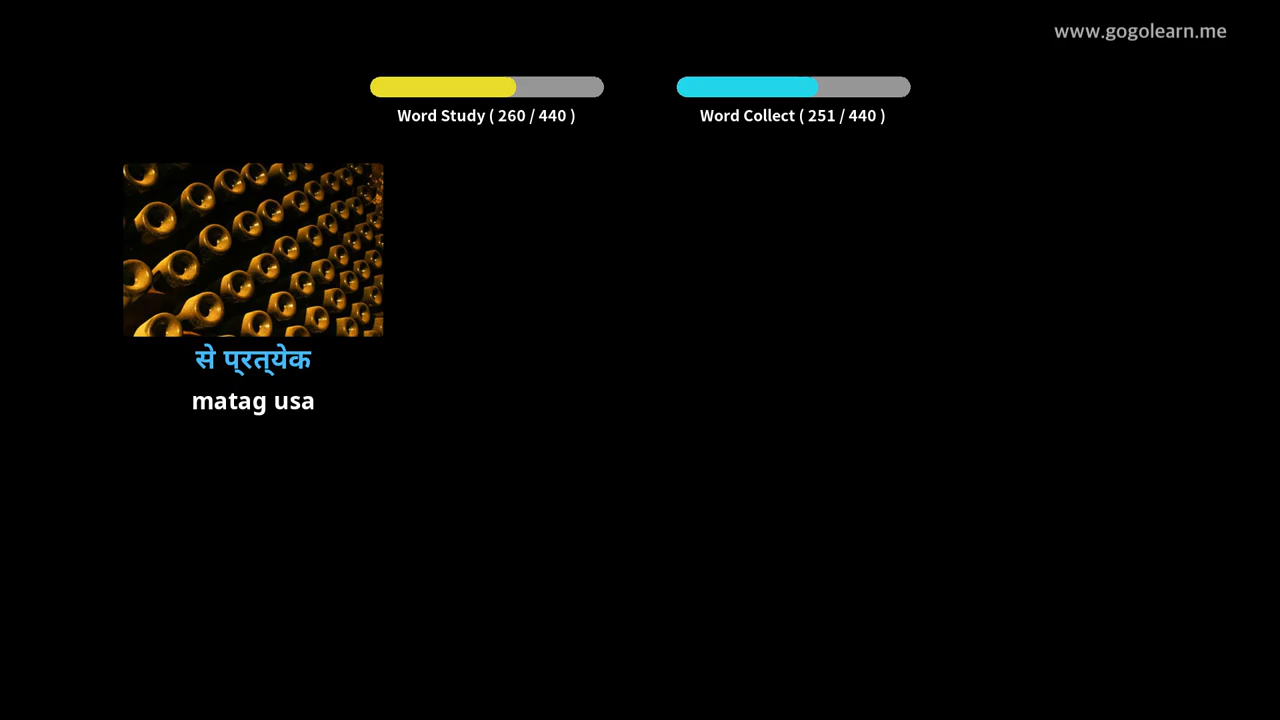 www.gogolearn.me
Word Study ( 260 / 440 )
Word Collect ( 251 / 440 )
से प्रत्येक
matag usa